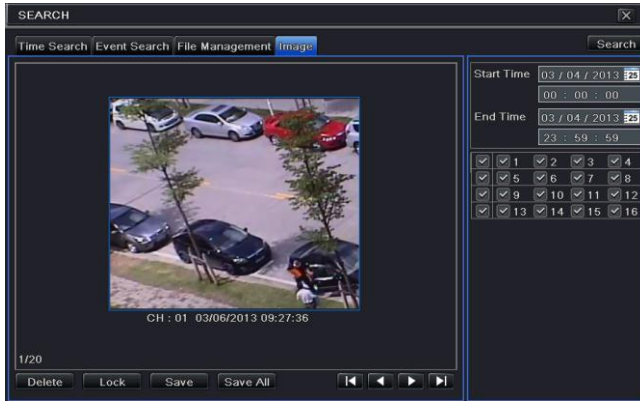 SEARCH
Time Search Event Search File Management Image
Search
Start Time 03 / 04 / 2013 25
00 : 00 : 00
End Time 03 / 04 / 2013 25
23 : 59 : 59
1 2 3 4
5 6 7 8
9 10 11 12
13 14 15 16
CH : 01 03/06/2013 09:27:36
1/20
Delete Lock Save Save All